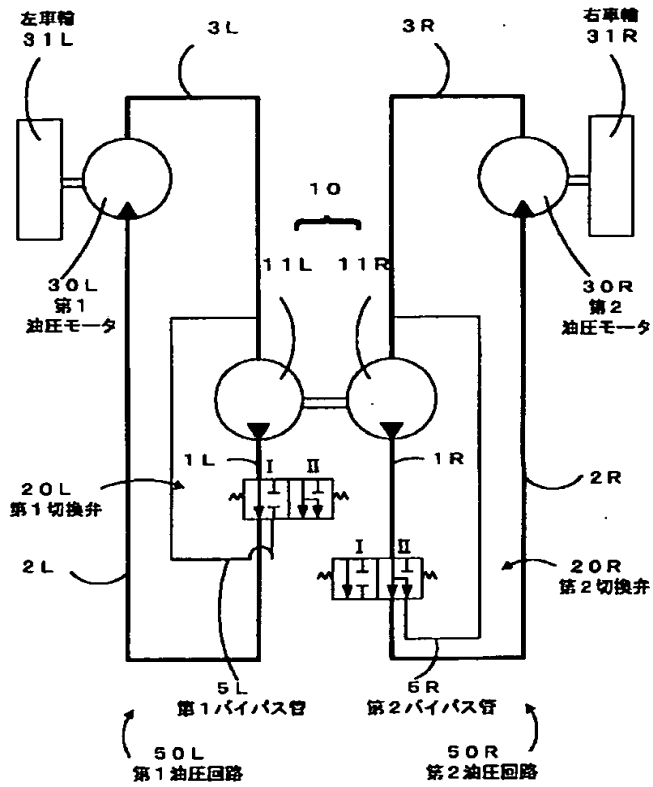 左車輪
31L
3L
3R
右車輪
31R
10
11L
11R
30L
第1
油圧モータ
30R
第2
油圧モータ
1L
I
II
1R
20L
第1切換弁
2R
I
II
2L
20R
第2切換弁
5L
第1バイパス管
5R
第2バイパス管
50L
第1油圧回路
50R
第2油圧回路